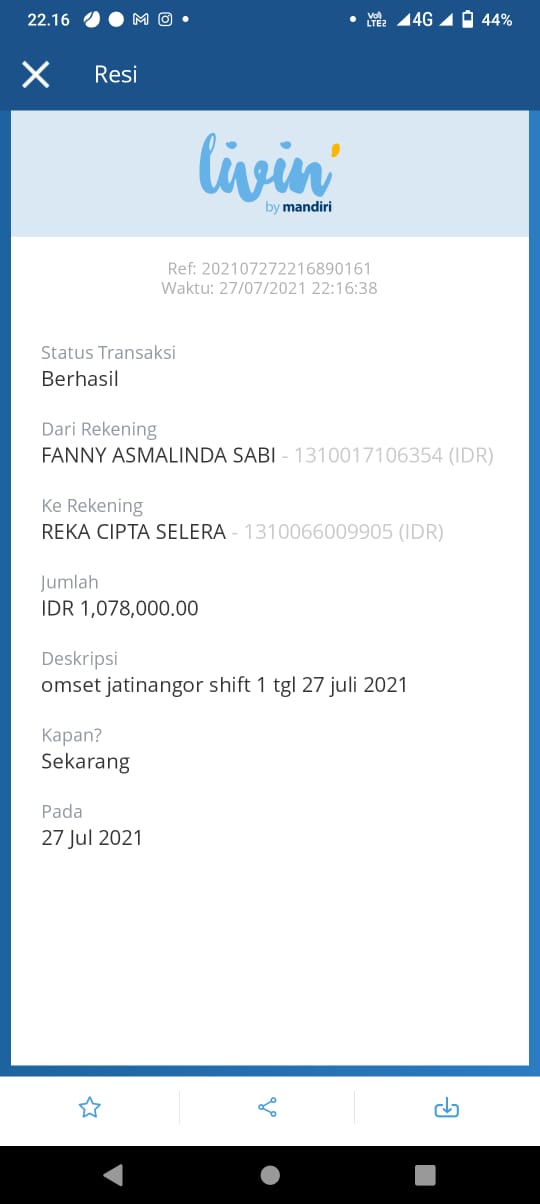 22.16
Vo)) LTE2 4G 44%
Resi
livin'
by mandiri
Ref: 202107272216890161
Waktu: 27/07/2021 22:16:38
Status Transaksi
Berhasil
Dari Rekening
FANNY ASMALINDA SABI - 1310017106354 (IDR)
Ke Rekening
REKA CIPTA SELERA - 1310066009905 (IDR)
Jumlah
IDR 1,078,000.00
Deskripsi
omset jatinangor shift 1 tgl 27 juli 2021
Kapan?
Sekarang
Pada
27 Jul 2021